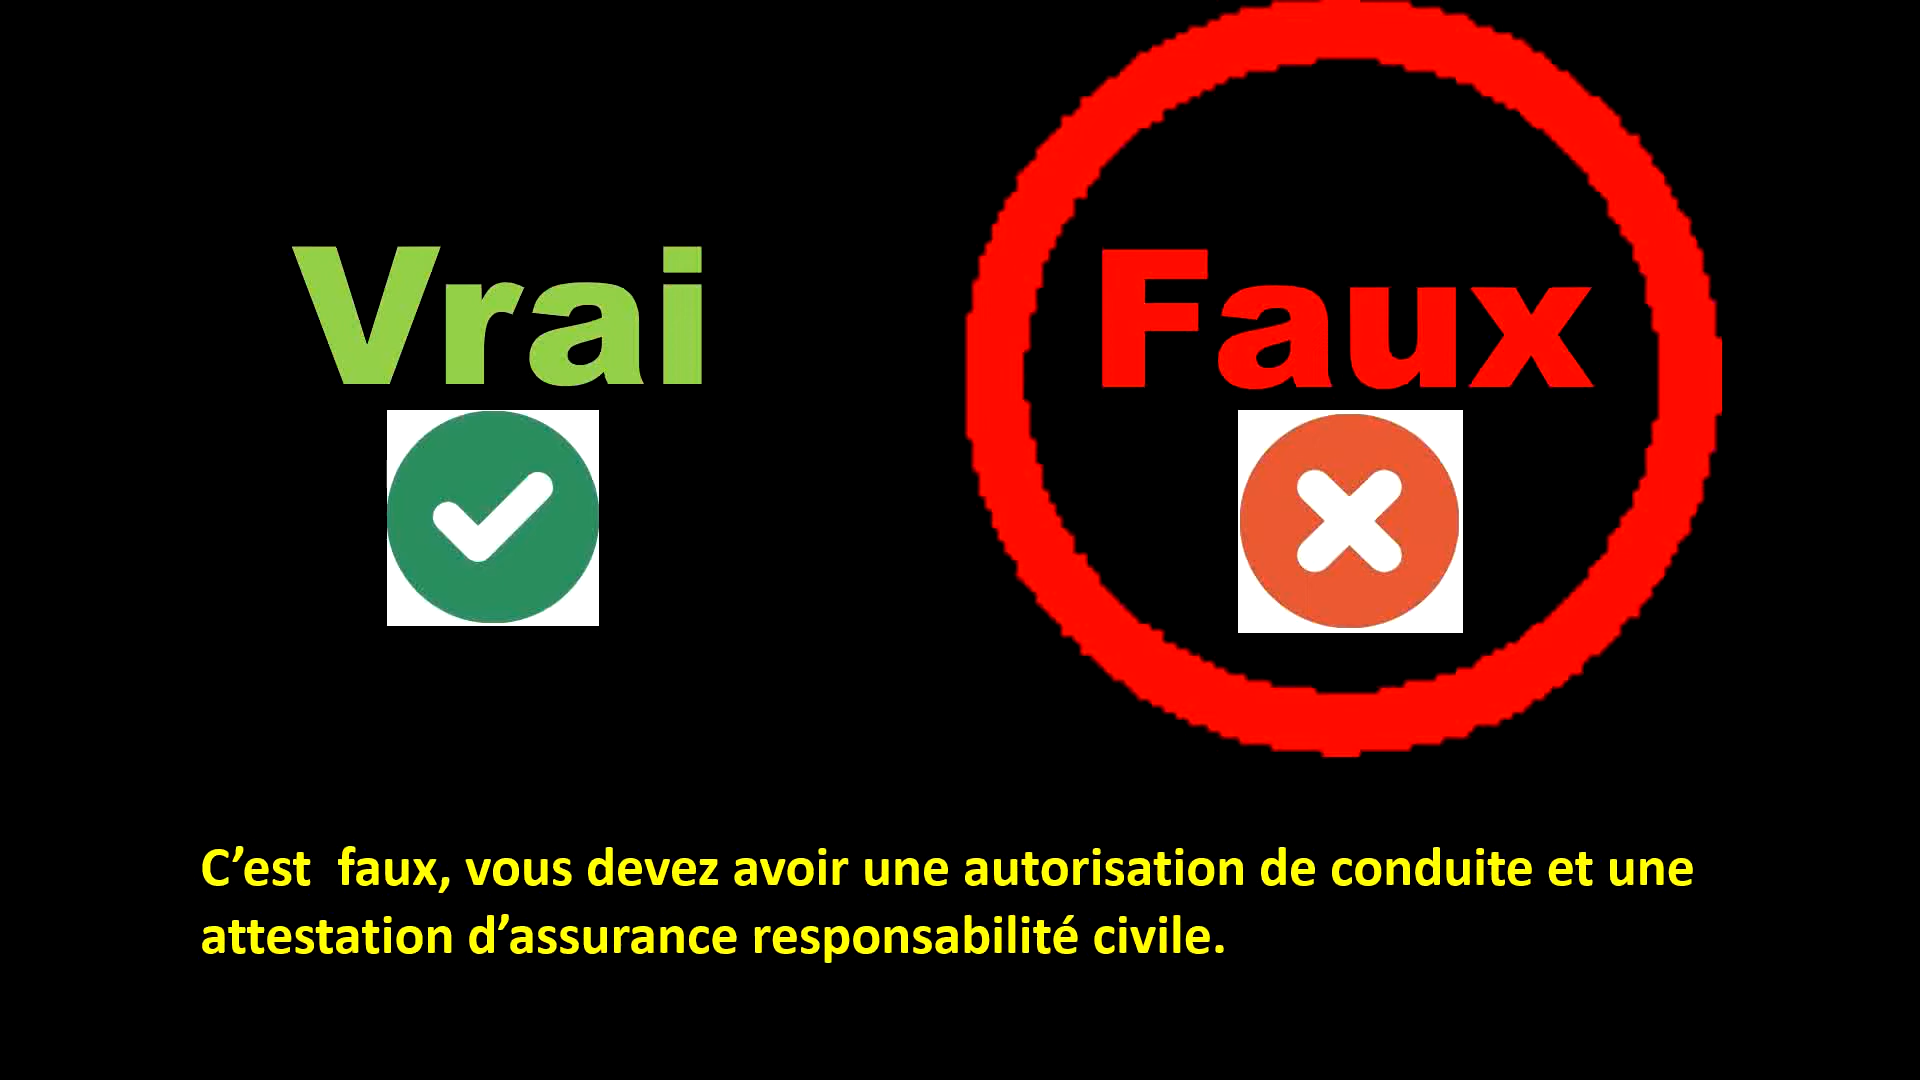 Vrai
Faux
C’est  faux, vous devez avoir une autorisation de conduite et une
attestation d’assurance responsabilité civile.